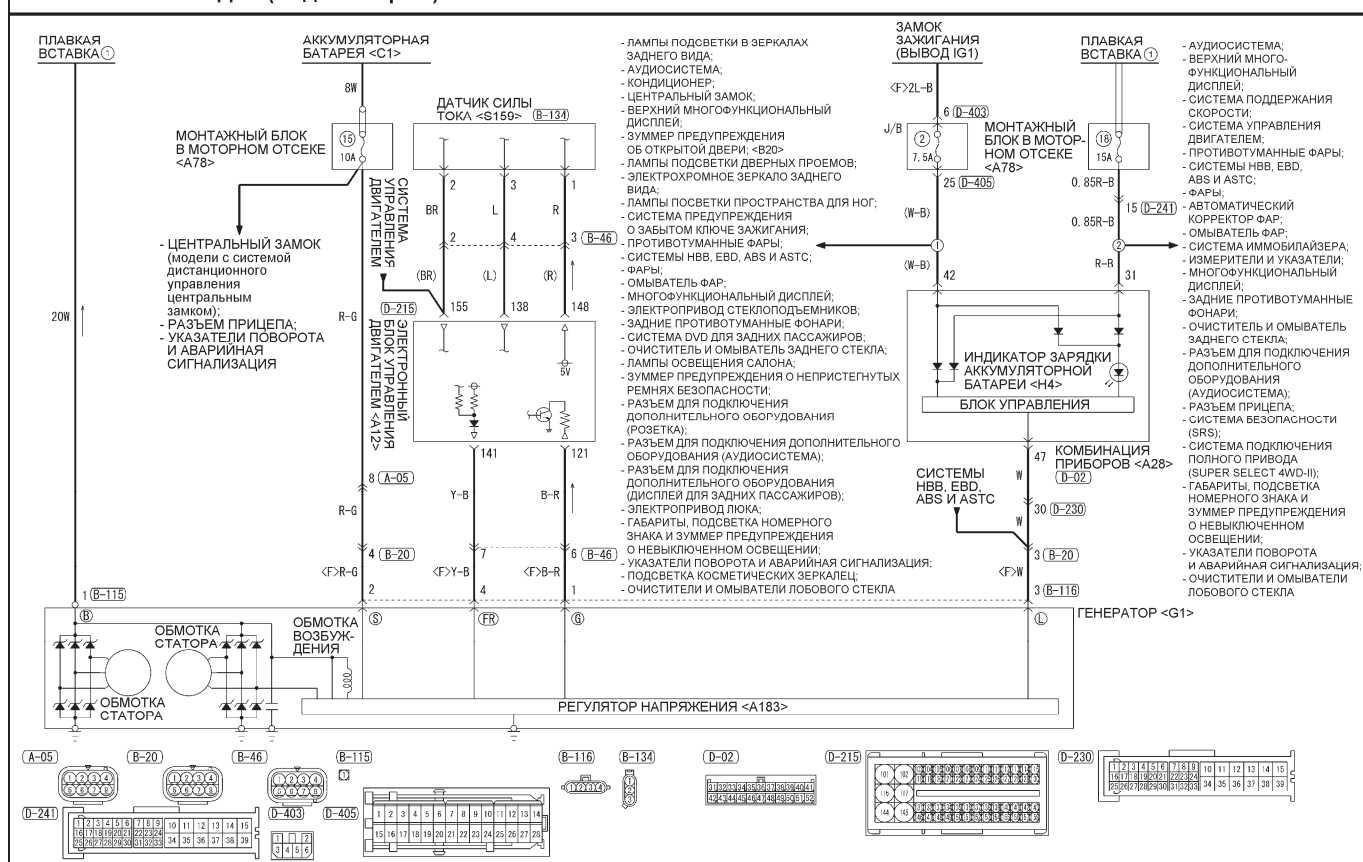 ПЛАВКАЯ
ВСТАВКА ①
АККУМУЛЯТОРНАЯ
БАТАРЕЯ <C1>
8W
МОНТАЖНЫЙ БЛОК
В МОТОРНОМ ОТСЕКЕ
<A78>
15
10A
ДАТЧИК СИЛЫ
ТОКА <S159> B-134
2 3 1
BR L R
2 4 3 B-46
(BR) (L) (R)
СИСТЕМА
УПРАВЛЕНИЯ
ДВИГАТЕЛЕМ
D-215
155 138 148
5V
ЭЛЕКТРОННЫЙ
БЛОК УПРАВЛЕНИЯ
ДВИГАТЕЛЕМ <A12>
141 121
- ЦЕНТРАЛЬНЫЙ ЗАМОК
(модели с системой
дистанционного
управления
центральным
замком);
- РАЗЪЕМ ПРИЦЕПА;
- УКАЗАТЕЛИ ПОВОРОТА
И АВАРИЙНАЯ
СИГНАЛИЗАЦИЯ
20W
R-G
8 A-05
R-G
4 B-20
<F>R-G
2
Y-B B-R
7 6 B-46
<F>Y-B <F>B-R
4 1
- ЛАМПЫ ПОДСВЕТКИ В ЗЕРКАЛАХ
ЗАДНЕГО ВИДА;
- АУДИОСИСТЕМА;
- КОНДИЦИОНЕР;
- ЦЕНТРАЛЬНЫЙ ЗАМОК;
- ВЕРХНИЙ МНОГОФУНКЦИОНАЛЬНЫЙ
ДИСПЛЕЙ;
- ЗУММЕР ПРЕДУПРЕЖДЕНИЯ
ОБ ОТКРЫТОЙ ДВЕРИ; <B20>
- ЛАМПЫ ПОДСВЕТКИ ДВЕРНЫХ ПРОЕМОВ;
- ЭЛЕКТРОХРОМНОЕ ЗЕРКАЛО ЗАДНЕГО
ВИДА;
- ЛАМПЫ ПОСВЕТКИ ПРОСТРАНСТВА ДЛЯ НОГ;
- СИСТЕМА ПРЕДУПРЕЖДЕНИЯ
О ЗАБЫТОМ КЛЮЧЕ ЗАЖИГАНИЯ;
- ПРОТИВОТУМАННЫЕ ФАРЫ;
- СИСТЕМЫ HBB, EBD, ABS И ASTC;
- ФАРЫ;
- ОМЫВАТЕЛЬ ФАР;
- МНОГОФУНКЦИОНАЛЬНЫЙ ДИСПЛЕЙ;
- ЭЛЕКТРОПРИВОД СТЕКЛОПОДЪЕМНИКОВ;
- ЗАДНИЕ ПРОТИВОТУМАННЫЕ ФОНАРИ;
- СИСТЕМА DVD ДЛЯ ЗАДНИХ ПАССАЖИРОВ;
- ОЧИСТИТЕЛЬ И ОМЫВАТЕЛЬ ЗАДНЕГО СТЕКЛА;
- ЛАМПЫ ОСВЕЩЕНИЯ САЛОНА;
- ЗУММЕР ПРЕДУПРЕЖДЕНИЯ О НЕПРИСТЕГНУТЫХ
РЕМНЯХ БЕЗОПАСНОСТИ;
- РАЗЪЕМ ДЛЯ ПОДКЛЮЧЕНИЯ
ДОПОЛНИТЕЛЬНОГО ОБОРУДОВАНИЯ
(РОЗЕТКА);
- РАЗЪЕМ ДЛЯ ПОДКЛЮЧЕНИЯ ДОПОЛНИТЕЛЬНОГО
ОБОРУДОВАНИЯ (АУДИОСИСТЕМА);
- РАЗЪЕМ ДЛЯ ПОДКЛЮЧЕНИЯ
ДОПОЛНИТЕЛЬНОГО ОБОРУДОВАНИЯ
(ДИСПЛЕЙ ДЛЯ ЗАДНИХ ПАССАЖИРОВ);
- ЭЛЕКТРОПРИВОД ЛЮКА;
- ГАБАРИТЫ, ПОДСВЕТКА НОМЕРНОГО
ЗНАКА И ЗУММЕР ПРЕДУПРЕЖДЕНИЯ
О НЕВЫКЛЮЧЕННОМ ОСВЕЩЕНИИ;
- УКАЗАТЕЛИ ПОВОРОТА И АВАРИЙНАЯ СИГНАЛИЗАЦИЯ;
- ПОДСВЕТКА КОСМЕТИЧЕСКИХ ЗЕРКАЛЕЦ;
- ОЧИСТИТЕЛИ И ОМЫВАТЕЛИ ЛОБОВОГО СТЕКЛА
ЗАМОК
ЗАЖИГАНИЯ
(ВЫВОД IG1)
<F>2L-B
6 D-403
J/B
2
7.5A
25 D-405
(W-B)
1
(W-B)
42
ПЛАВКАЯ
ВСТАВКА ①
МОНТАЖНЫЙ
БЛОК В МОТОР-
НОМ ОТСЕКЕ
<A78>
18
15A
0.85R-B
15 D-241
0.85R-B
2
R-B
31
ИНДИКАТОР ЗАРЯДКИ
АККУМУЛЯТОРНОЙ
БАТАРЕИ <H4>
БЛОК УПРАВЛЕНИЯ
47
КОМБИНАЦИЯ
ПРИБОРОВ <A28>
D-02
СИСТЕМЫ
HBB, EBD,
ABS И ASTC
W
30 D-230
W
3 B-20
<F>W
3 B-116
- АУДИОСИСТЕМА;
- ВЕРХНИЙ МНОГО-
ФУНКЦИОНАЛЬНЫЙ
ДИСПЛЕЙ;
- СИСТЕМА ПОДДЕРЖАНИЯ
СКОРОСТИ;
- СИСТЕМА УПРАВЛЕНИЯ
ДВИГАТЕЛЕМ;
- ПРОТИВОТУМАННЫЕ ФАРЫ;
- СИСТЕМЫ HBB, EBD,
ABS И ASTC;
- ФАРЫ;
- АВТОМАТИЧЕСКИЙ
КОРРЕКТОР ФАР;
- ОМЫВАТЕЛЬ ФАР;
- СИСТЕМА ИММОБИЛАЙЗЕРА;
- ИЗМЕРИТЕЛИ И УКАЗАТЕЛИ;
- МНОГОФУНКЦИОНАЛЬНЫЙ
ДИСПЛЕЙ;
- ЗАДНИЕ ПРОТИВОТУМАННЫЕ
ФОНАРИ;
- ОЧИСТИТЕЛЬ И ОМЫВАТЕЛЬ
ЗАДНЕГО СТЕКЛА;
- РАЗЪЕМ ДЛЯ ПОДКЛЮЧЕНИЯ
ДОПОЛНИТЕЛЬНОГО
ОБОРУДОВАНИЯ
(АУДИОСИСТЕМА);
- РАЗЪЕМ ПРИЦЕПА;
- СИСТЕМА БЕЗОПАСНОСТИ
(SRS);
- СИСТЕМА ПОДКЛЮЧЕНИЯ
ПОЛНОГО ПРИВОДА
(SUPER SELECT 4WD-II);
- ГАБАРИТЫ, ПОДСВЕТКА
НОМЕРНОГО ЗНАКА И
ЗУММЕР ПРЕДУПРЕЖДЕНИЯ
О НЕВЫКЛЮЧЕННОМ
ОСВЕЩЕНИИ;
- УКАЗАТЕЛИ ПОВОРОТА
И АВАРИЙНАЯ СИГНАЛИЗАЦИЯ;
- ОЧИСТИТЕЛИ И ОМЫВАТЕЛИ
ЛОБОВОГО СТЕКЛА
1 B-115
B S FR G L
ГЕНЕРАТОР <G1>
ОБМОТКА
СТАТОРА
ОБМОТКА
ВОЗБУЖ-
ДЕНИЯ
ОБМОТКА
СТАТОРА
РЕГУЛЯТОР НАПРЯЖЕНИЯ <A183>
A-05 B-20 B-46 B-115 B-116 B-134 D-02 D-215 D-230
D-241 D-403 D-405